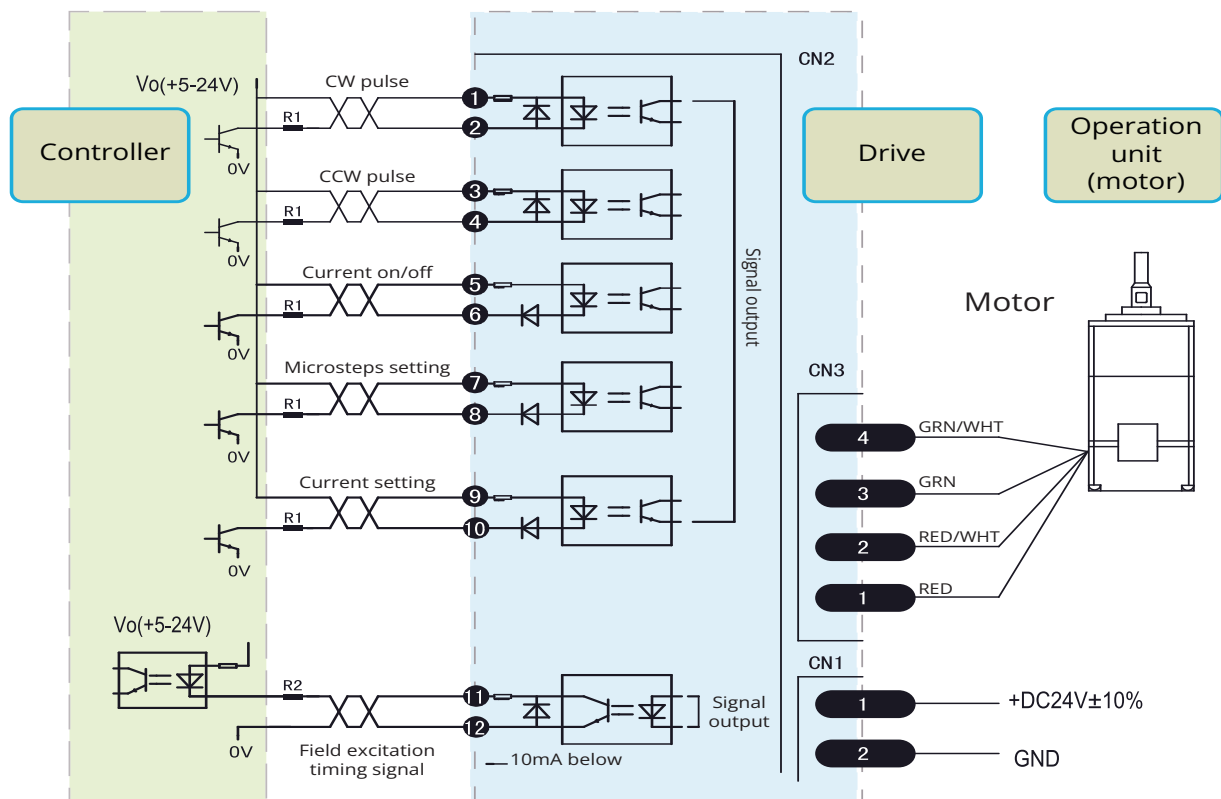 CN2
Vo(+5-24V)
CW pulse
1
R1
2
0V
Controller
Drive
Operation
unit
(motor)
CCW pulse
3
R1
4
0V
Signal output
Current on/off
5
R1
6
0V
Motor
Microsteps setting
7
R1
8
0V
CN3
4
GRN/WHT
3
GRN
2
RED/WHT
1
RED
Current setting
9
R1
10
0V
Vo(+5-24V)
R2
11
12
0V
Field excitation
timing signal
10mA below
Signal
output
CN1
1
+DC24V±10%
2
GND